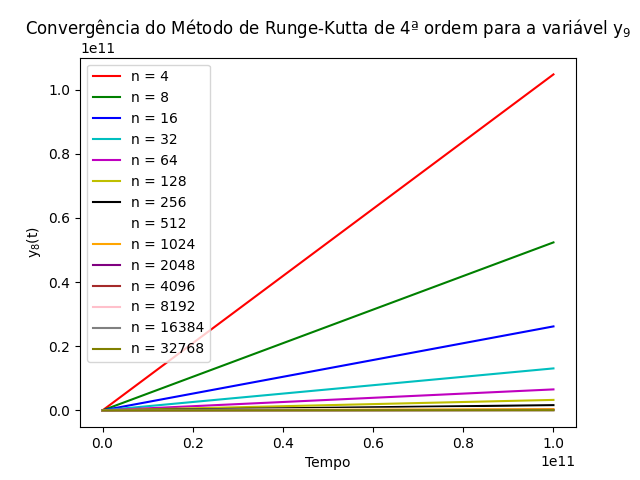 Convergência do Método de Runge-Kutta de 4ª ordem para a variável y₉
1e11
n = 4
n = 8
n = 16
n = 32
n = 64
n = 128
n = 256
n = 512
n = 1024
n = 2048
n = 4096
n = 8192
n = 16384
n = 32768
1.0
0.8
0.6
0.4
0.2
0.0
y₈(t)
0.0 0.2 0.4 0.6 0.8 1.0
Tempo
1e11